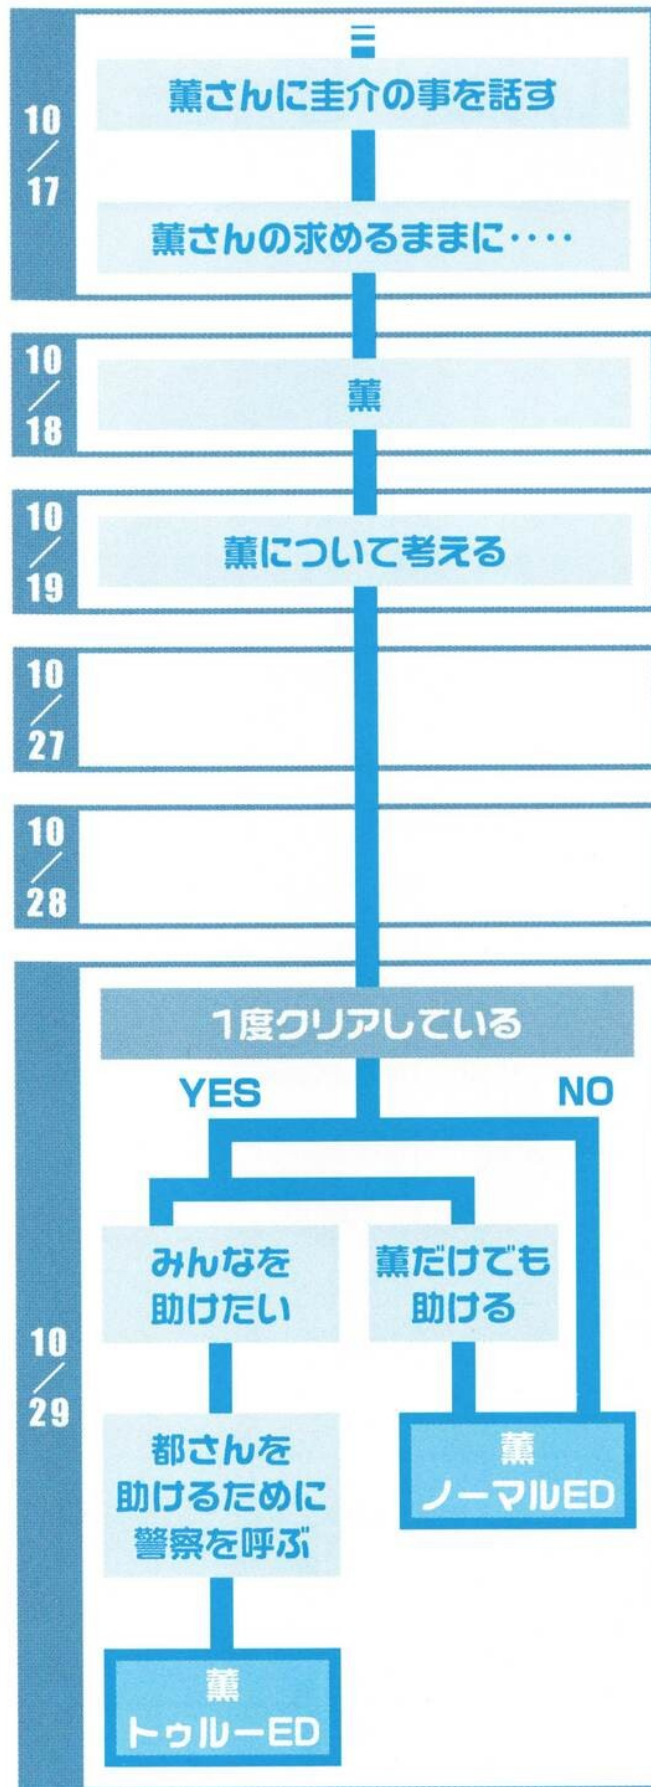 10/17
薫さんに圭介の事を話す
薫さんの求めるままに‥‥
10/18
薫
10/19
薫について考える
10/27
10/28
10/29
1度クリアしている
YES
NO
みんなを
助けたい
薫だけでも
助ける
都さんを
助けるために
警察を呼ぶ
薫
ノーマルED
薫
トゥルーED